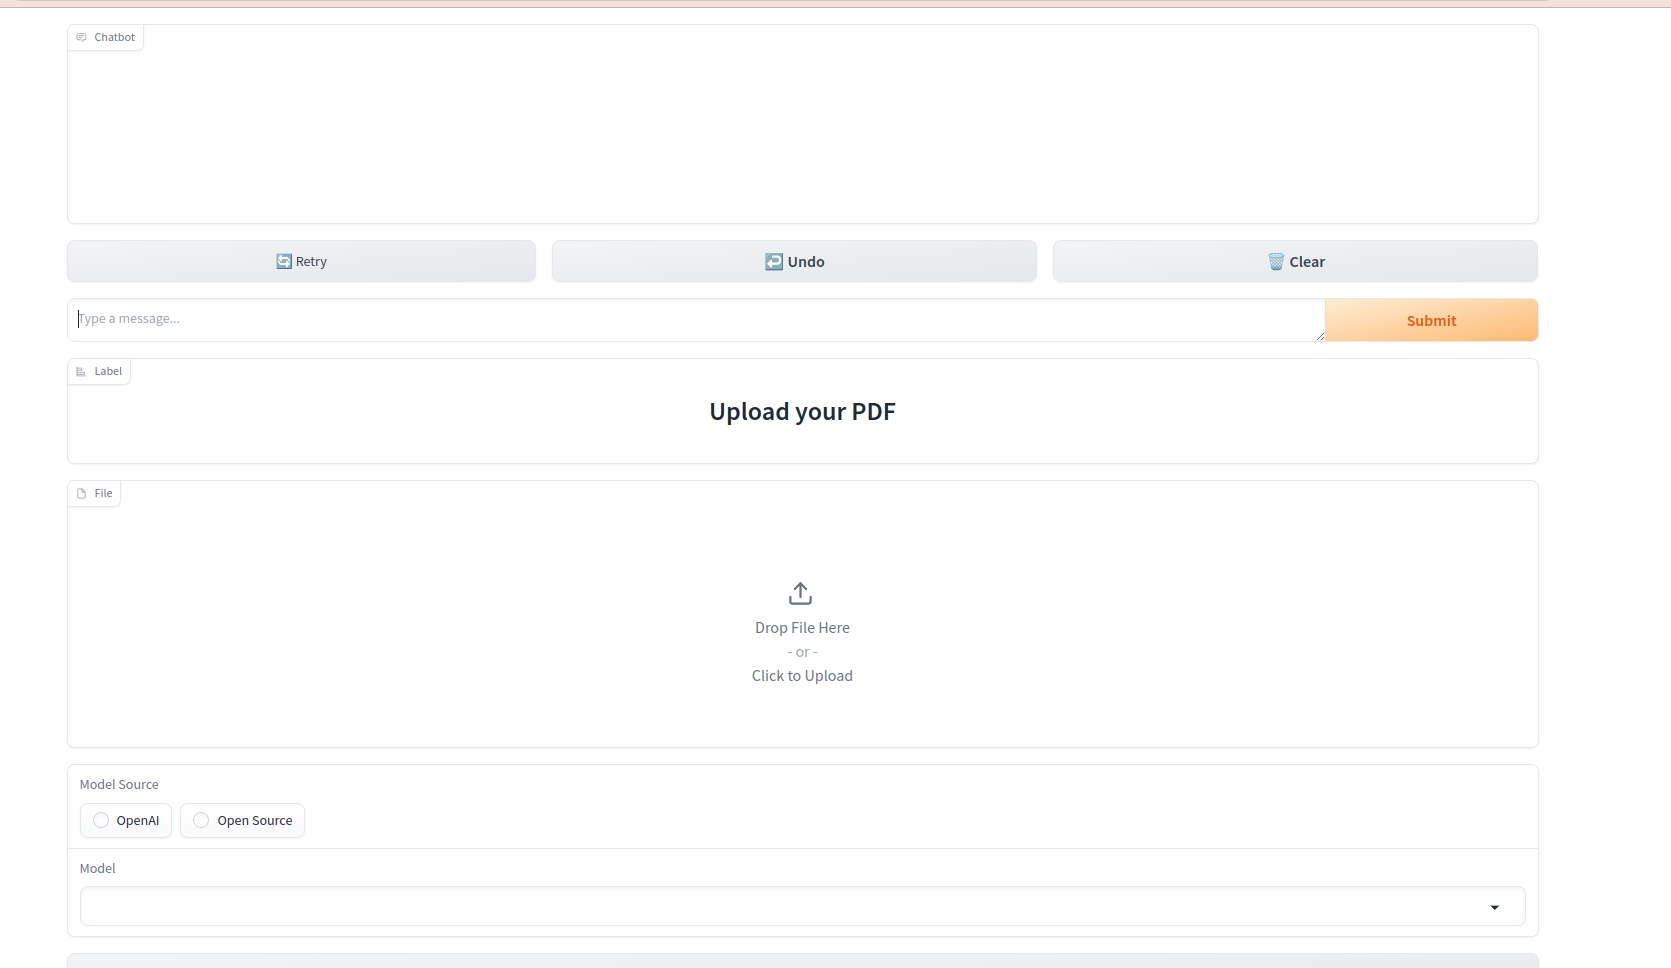 Chatbot
Retry
Undo
Clear
Type a message...
Submit
Label
Upload your PDF
File
Drop File Here
- or -
Click to Upload
Model Source
OpenAI
Open Source
Model